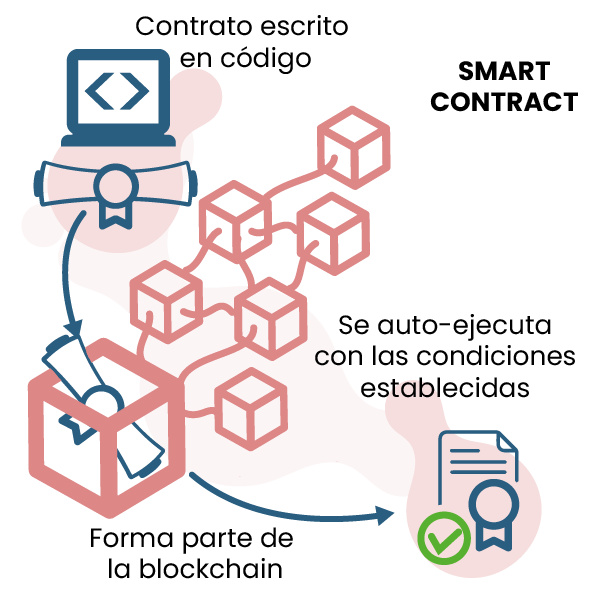 Contrato escrito
en código
SMART
CONTRACT
Se auto-ejecuta
con las condiciones
establecidas
Forma parte de
la blockchain